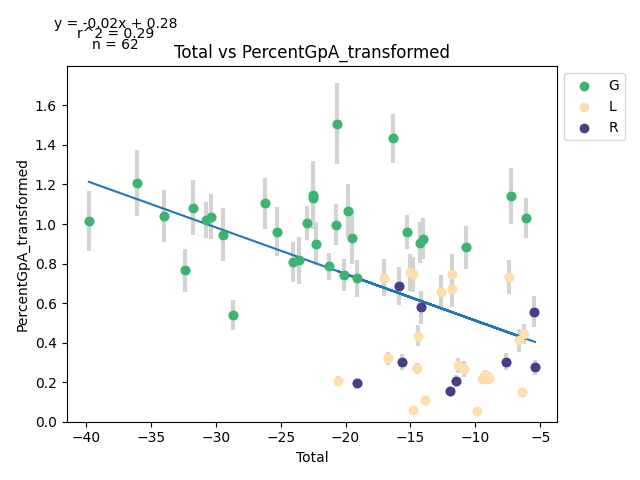 y = -0.02x + 0.28
r^2 = 0.29
n = 62
Total vs PercentGpA_transformed
G
L
R
PercentGpA_transformed
1.6
1.4
1.2
1.0
0.8
0.6
0.4
0.2
0.0
−40 −35 −30 −25 −20 −15 −10 −5
Total